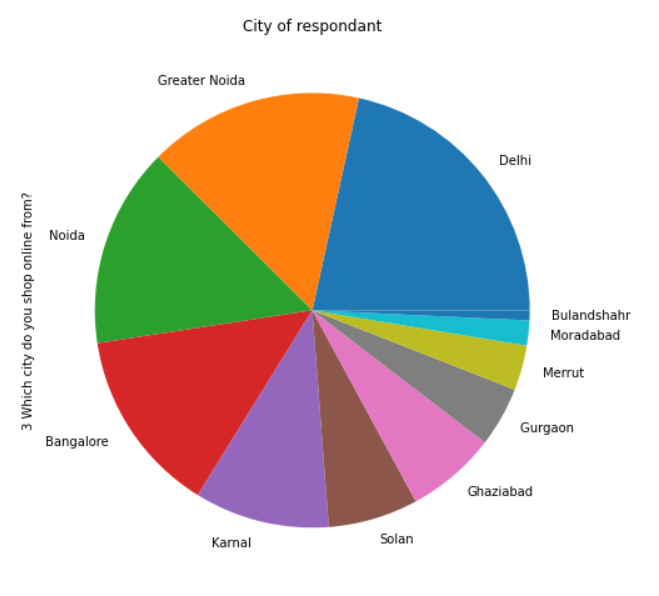 City of respondant
Greater Noida
Delhi
Noida
3 Which city do you shop online from?
Bulandshahr
Moradabad
Merrut
Gurgaon
Bangalore
Ghaziabad
Solan
Karnal